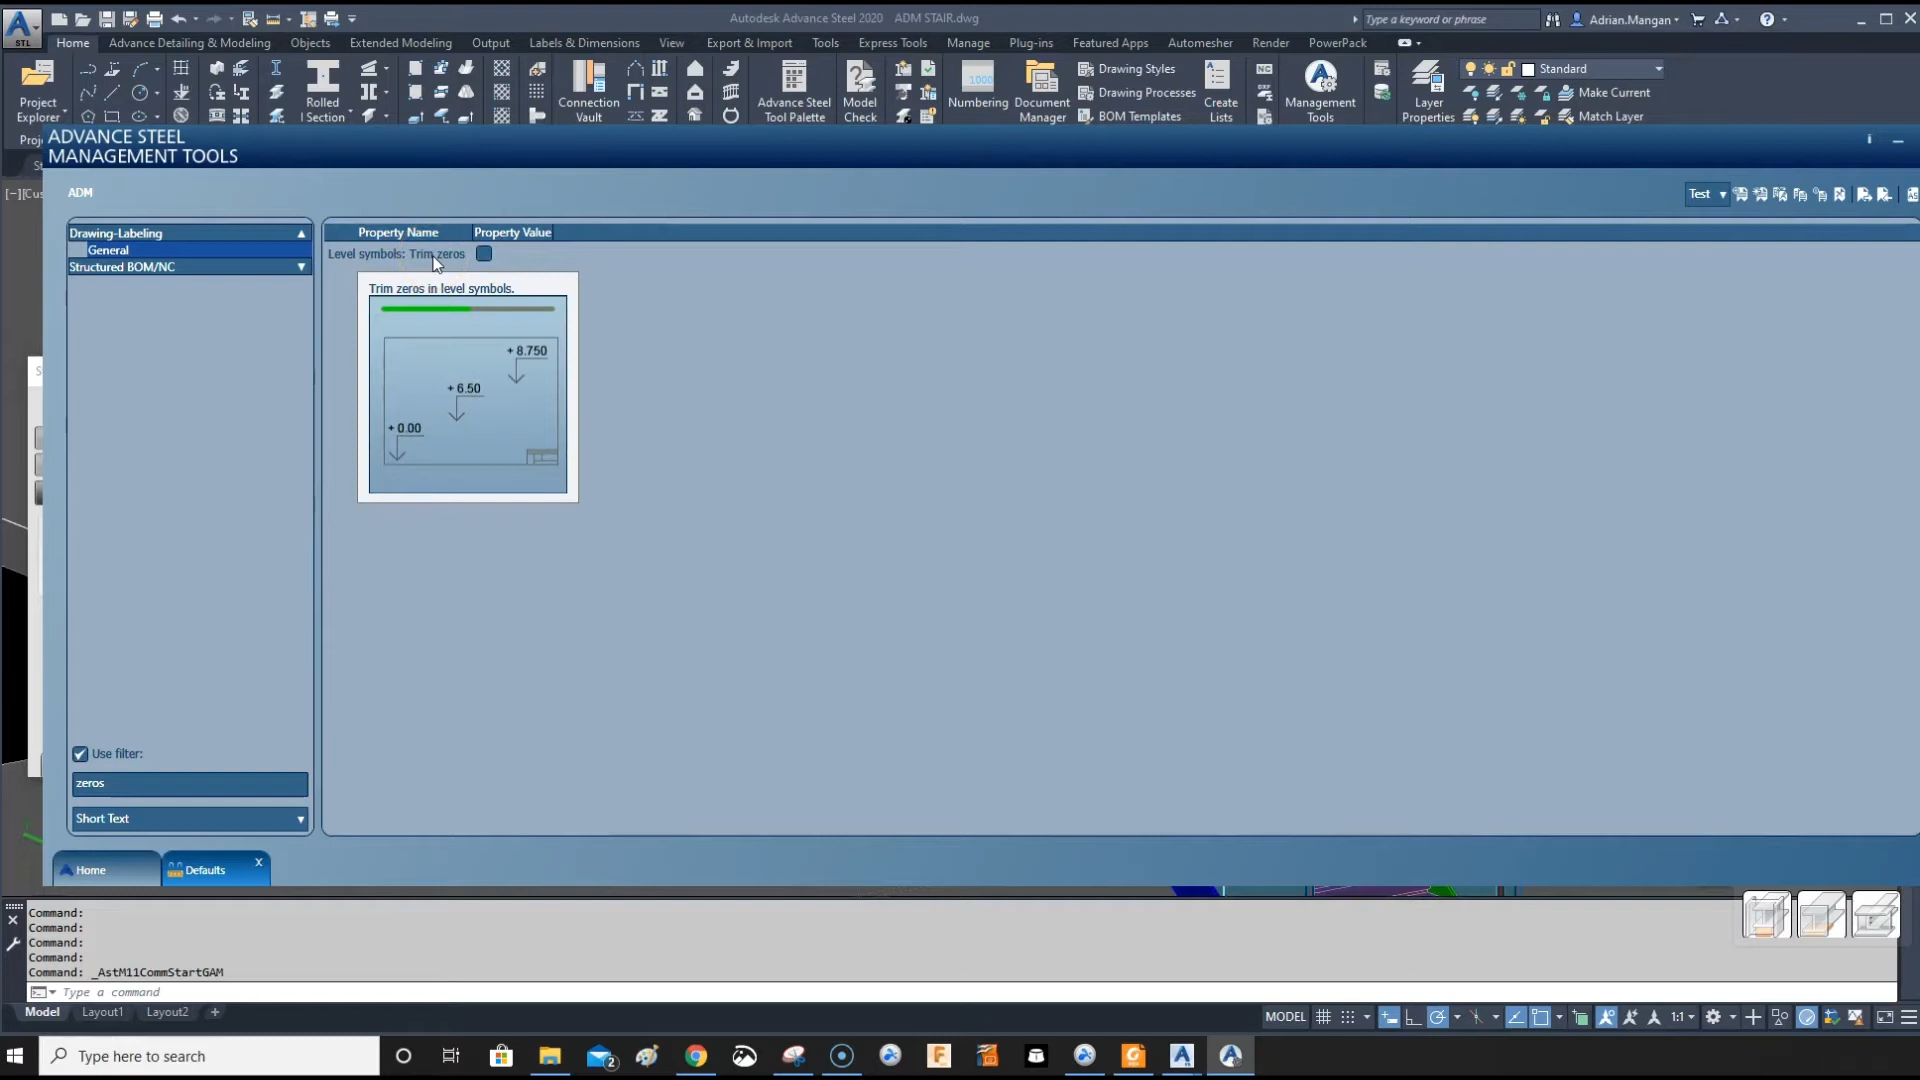 Autodesk Advance Steel 2020 ADM STAIR.dwg
Type a keyword or phrase
Adrian.Mangan
STL
Home Advance Detailing & Modeling Objects Extended Modeling Output Labels & Dimensions View Export & Import Tools Express Tools Manage Plug-ins Featured Apps Automesher Render PowerPack
Project
Explorer
Rolled
I Section
Connection
Vault
Advance Steel
Tool Palette
Model
Check
1000
Numbering
Document
Manager
Drawing Styles
Drawing Processes
BOM Templates
Create
Lists
NC
DXF
Management
Tools
Layer
Properties
Standard
Make Current
Match Layer
ADVANCE STEEL
MANAGEMENT TOOLS
ADM
Test
Drawing-Labeling
General
Structured BOM/NC
Property Name Property Value
Level symbols: Trim zeros
Trim zeros in level symbols.
+ 8.750
+ 6.50
+ 0.00
Use filter:
zeros
Short Text
Home
Defaults X
Command:
Command:
Command:
Command:
Command: _AstM11CommStartGAM
Type a command
Model Layout1 Layout2 +
MODEL
1:1
Type here to search
2